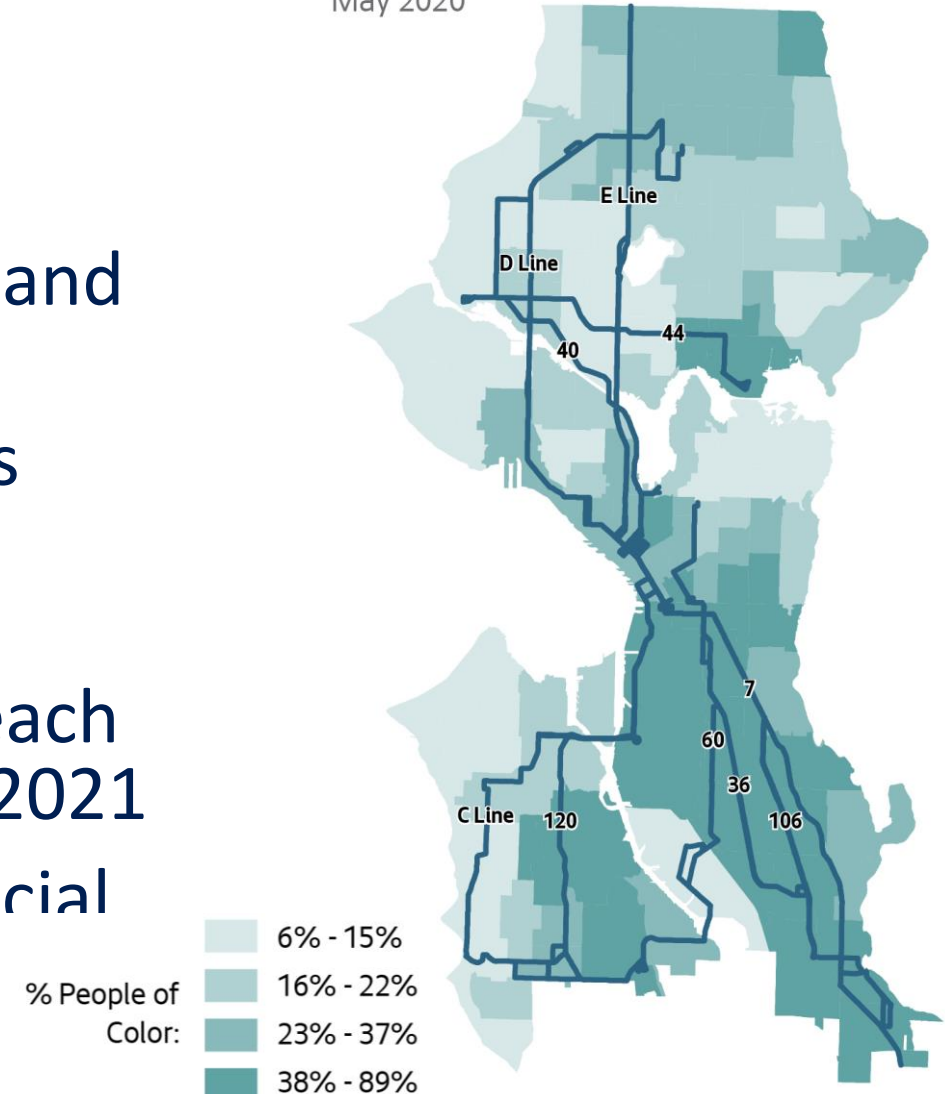 May 2020
and
s
each
2021
cial
E Line
D Line
44
40
7
60
36
C Line
120
106
% People of
Color:
6% - 15%
16% - 22%
23% - 37%
38% - 89%